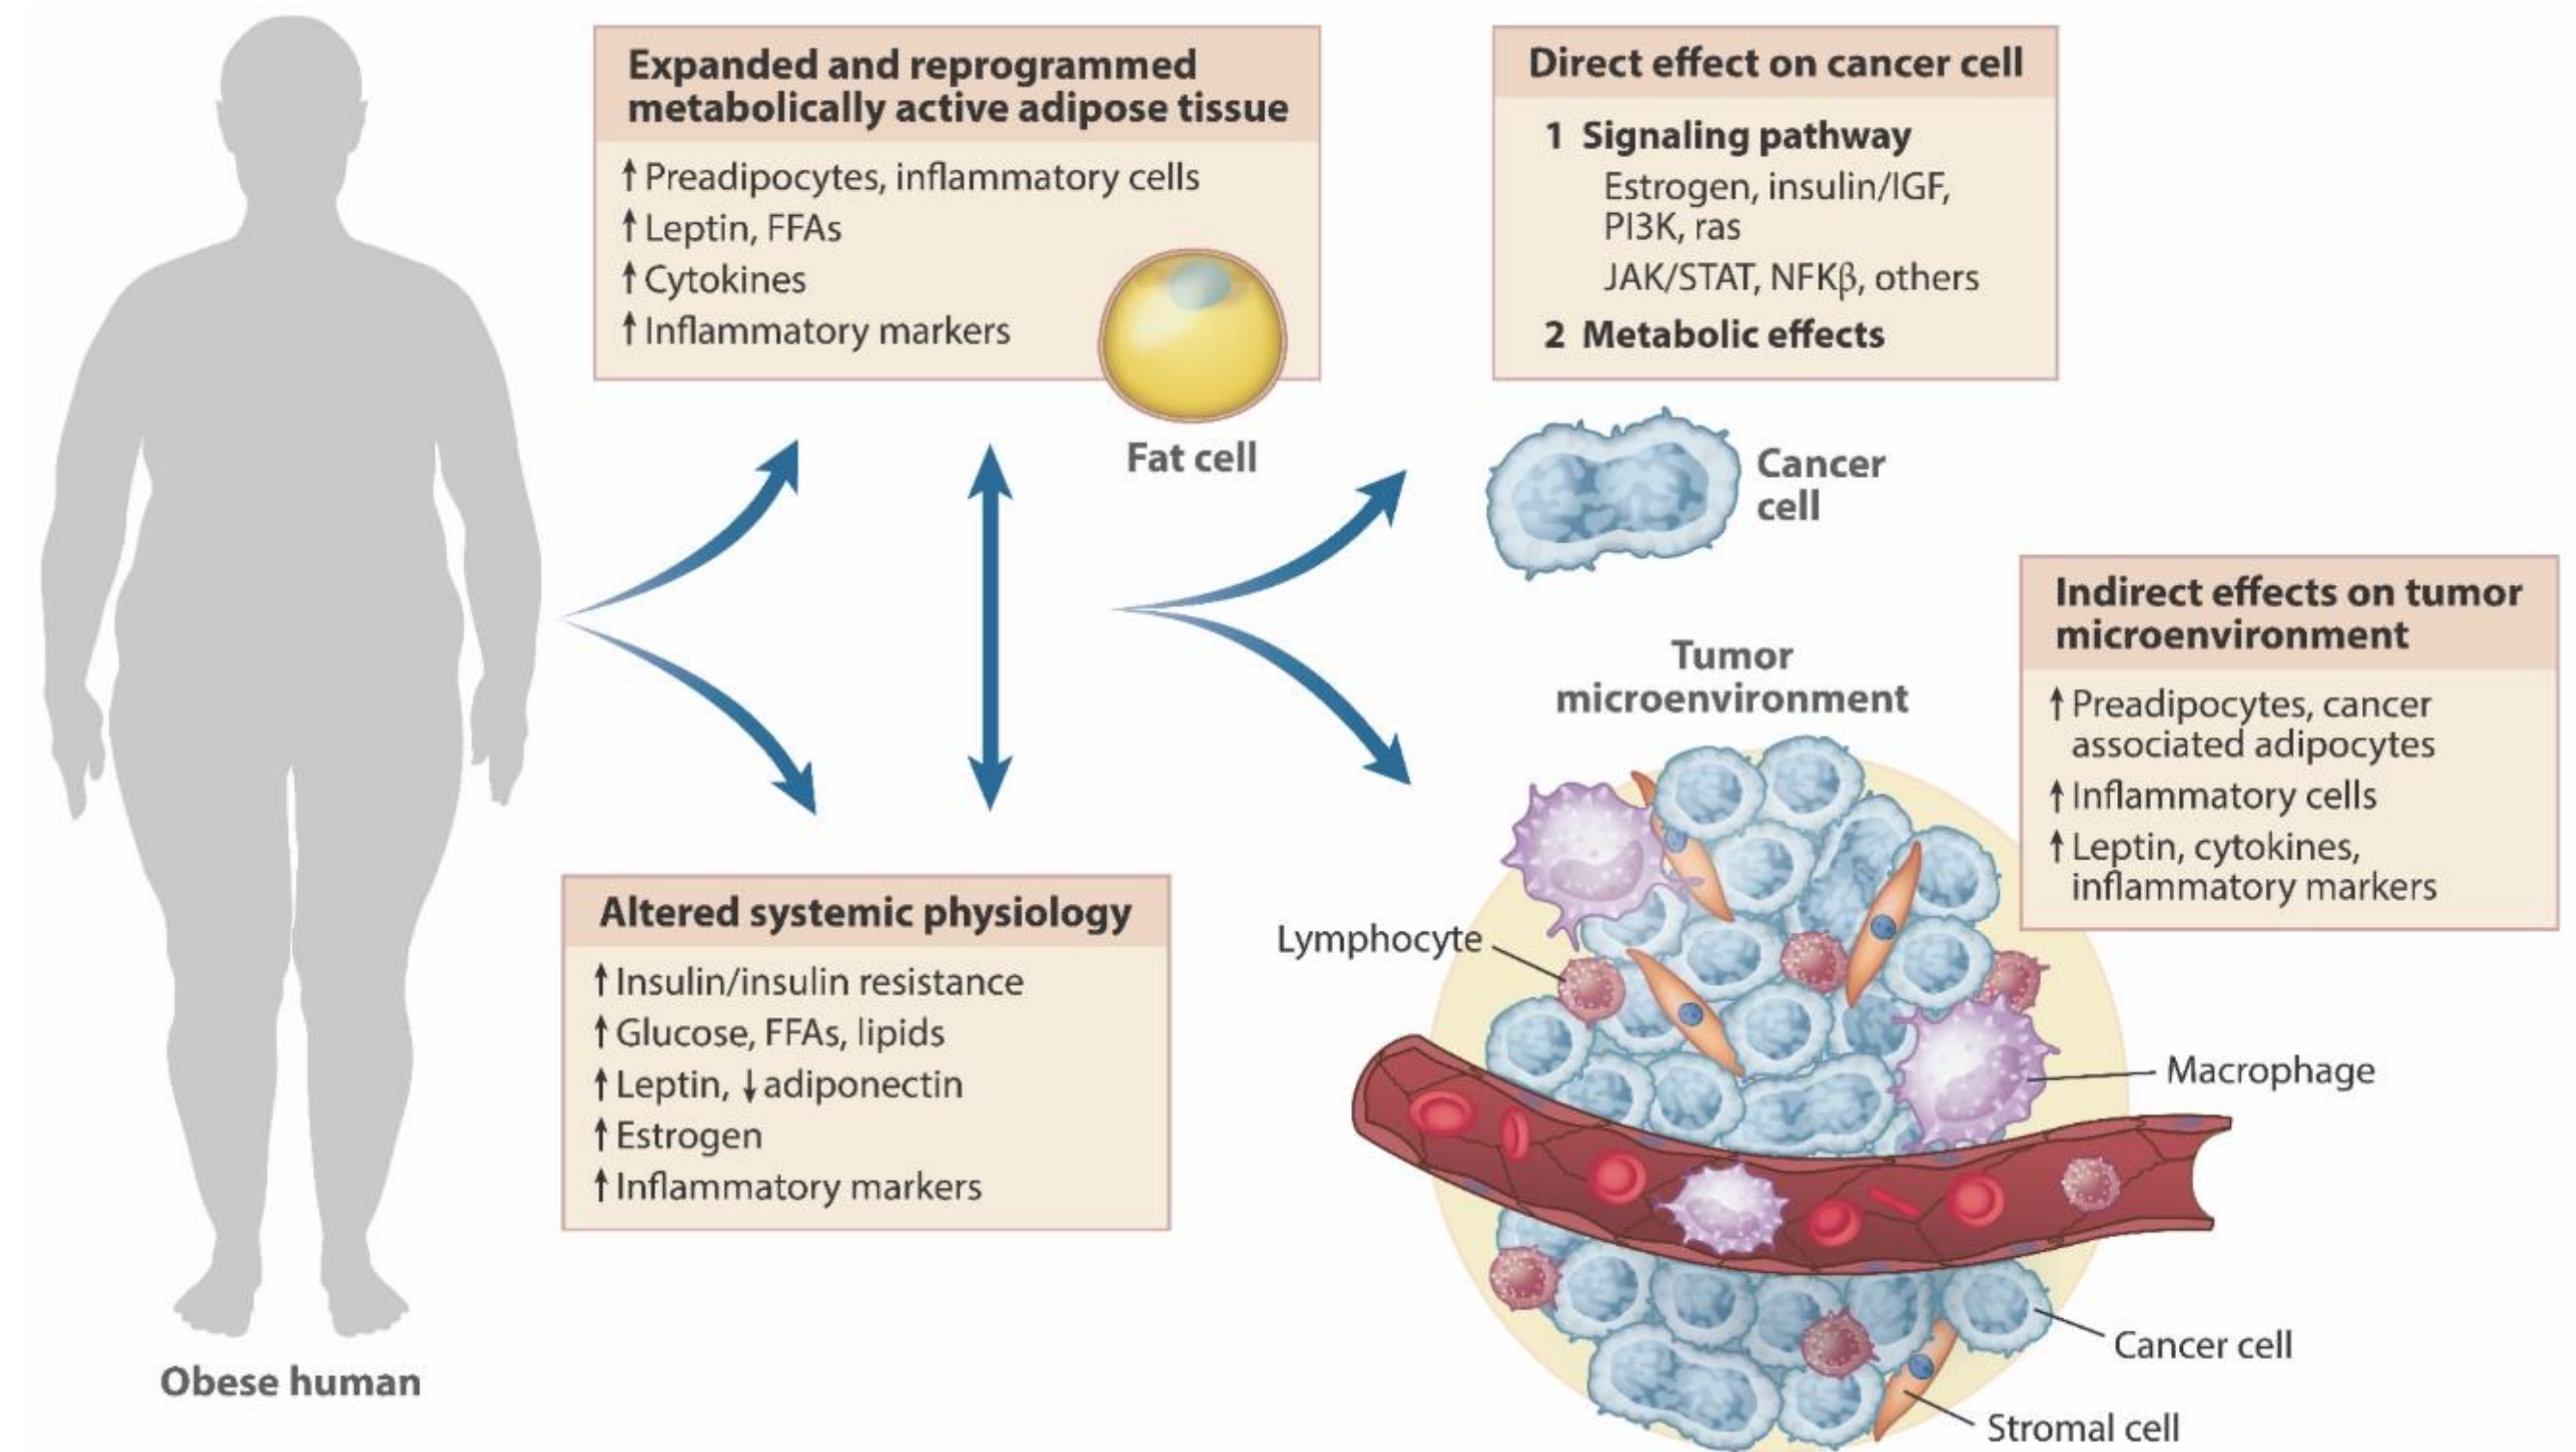 Expanded and reprogrammed
metabolically active adipose tissue
↑ Preadipocytes, inflammatory cells
↑ Leptin, FFAs
↑ Cytokines
↑ Inflammatory markers
Fat cell
Direct effect on cancer cell
1 Signaling pathway
Estrogen, insulin/IGF,
PI3K, ras
JAK/STAT, NFKβ, others
2 Metabolic effects
Cancer
cell
Indirect effects on tumor
microenvironment
↑ Preadipocytes, cancer
associated adipocytes
↑ Inflammatory cells
↑ Leptin, cytokines,
inflammatory markers
Tumor
microenvironment
Altered systemic physiology
↑ Insulin/insulin resistance
↑ Glucose, FFAs, lipids
↑ Leptin, ↓ adiponectin
↑ Estrogen
↑ Inflammatory markers
Lymphocyte
Macrophage
Cancer cell
Stromal cell
Obese human